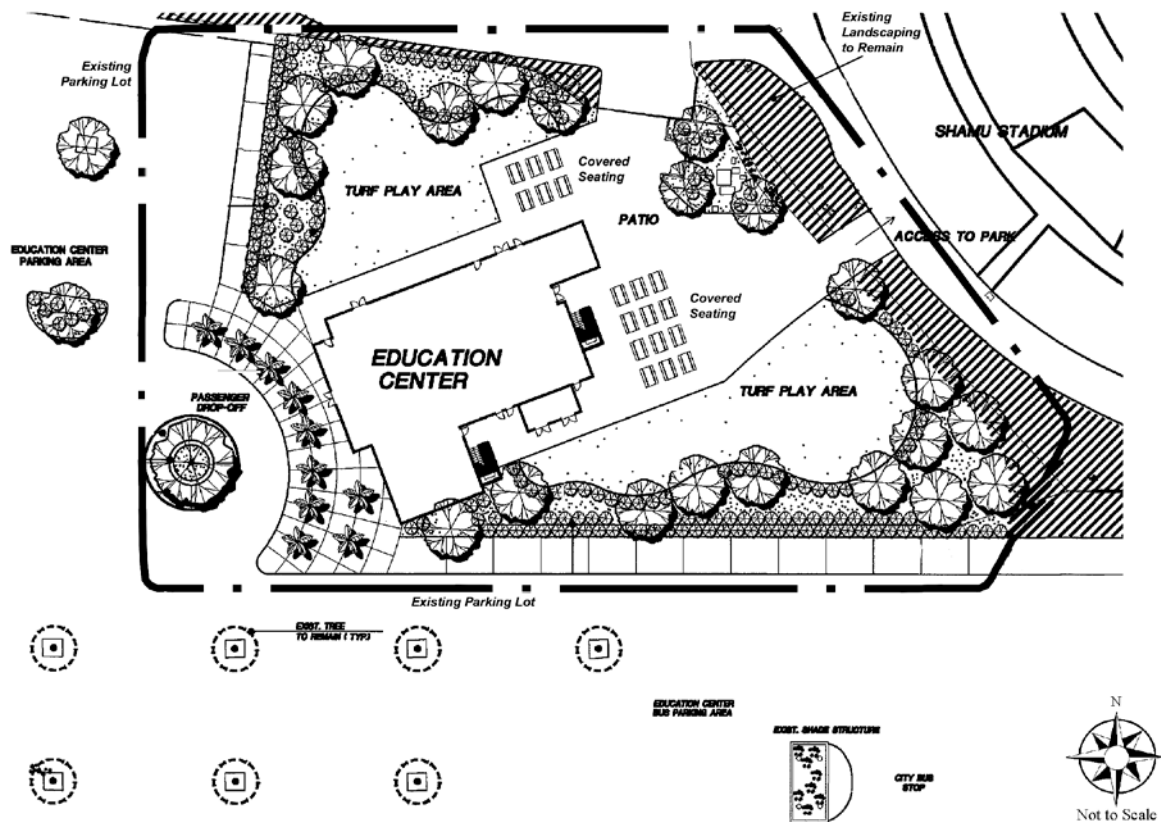 Existing
Landscaping
to Remain
Existing
Parking Lot
SHAMU STADIUM
Covered
Seating
TURF PLAY AREA
PATIO
ACCESS TO PARK
EDUCATION CENTER
PARKING AREA
Covered
Seating
EDUCATION
CENTER
TURF PLAY AREA
PASSENGER
DROP-OFF
Existing Parking Lot
EXIST. TREE
TO REMAIN (TYP)
EDUCATION CENTER
BUS PARKING AREA
EXIST. SHADE STRUCTURE
CITY BUS
STOP
N
Not to Scale